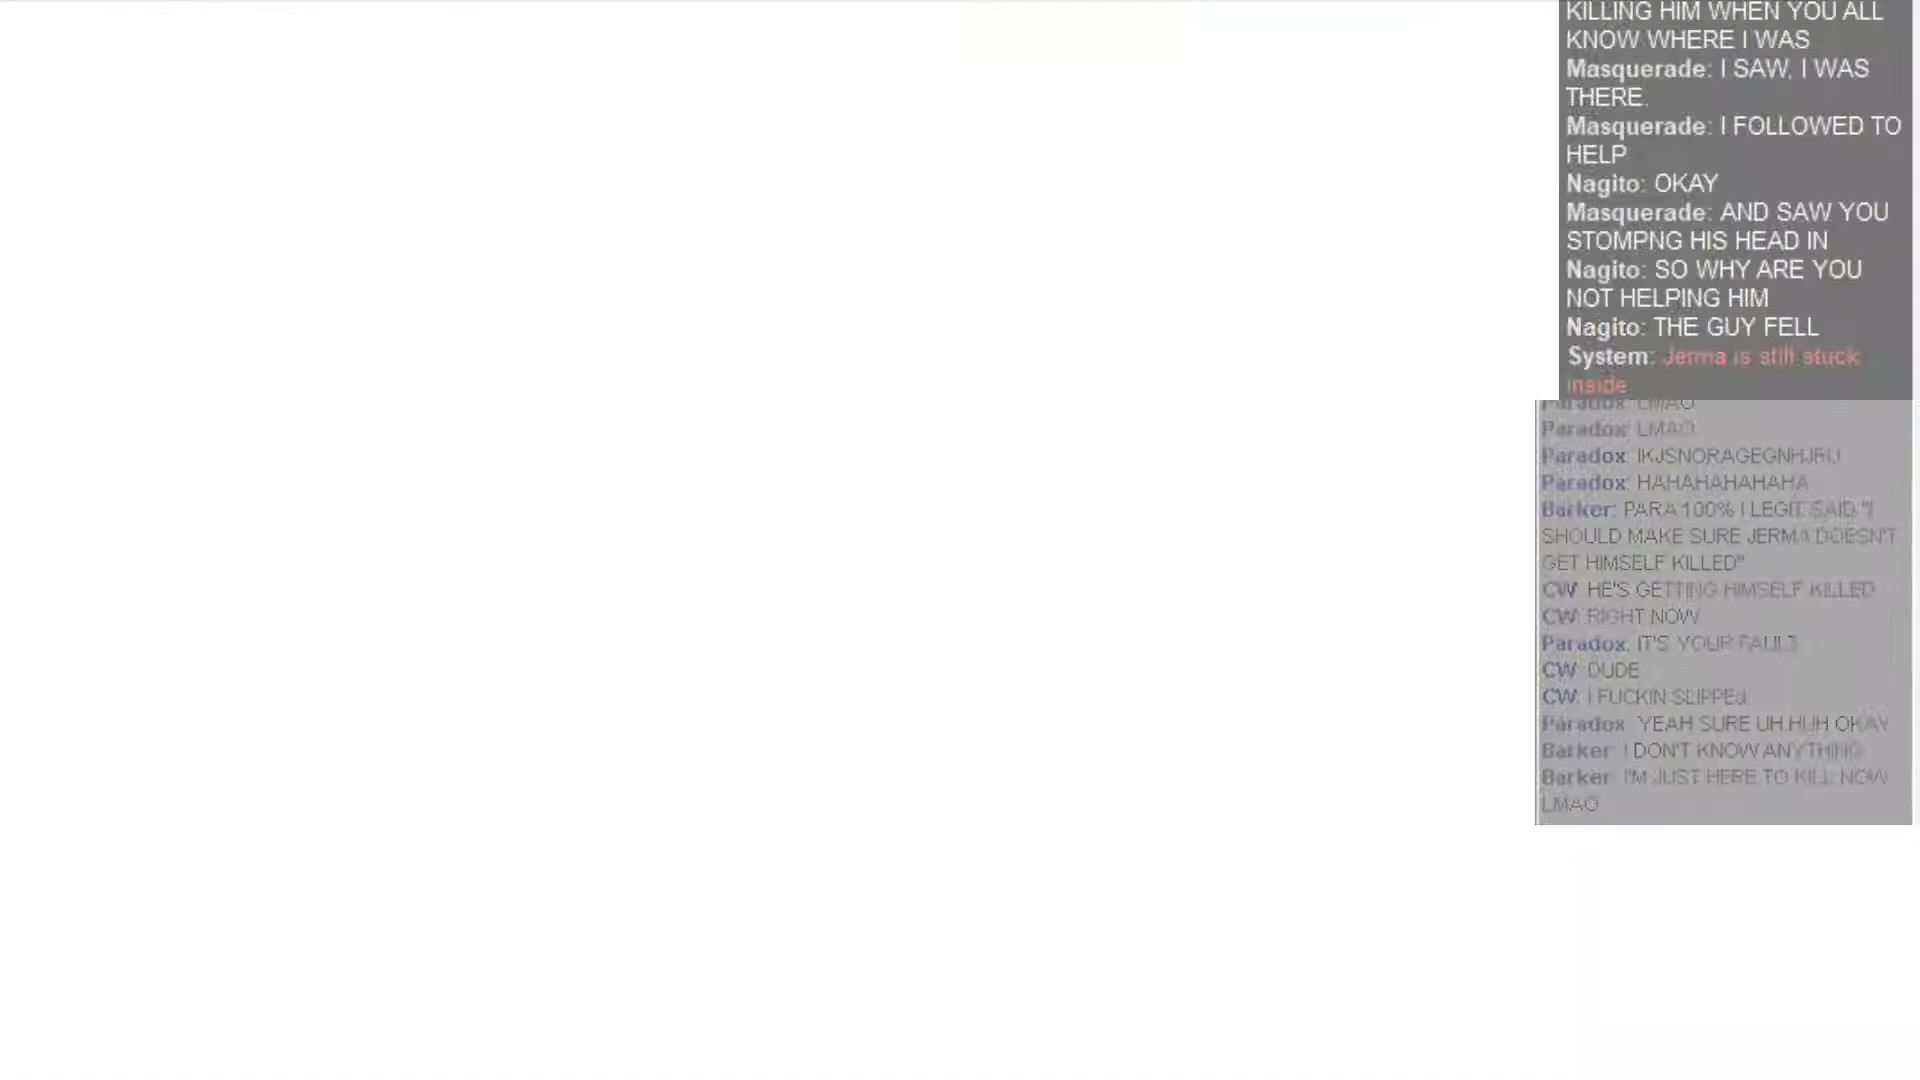 KILLING HIM WHEN YOU ALL
KNOW WHERE I WAS
Masquerade: I SAW, I WAS
THERE.
Masquerade: I FOLLOWED TO
HELP
Nagito: OKAY
Masquerade: AND SAW YOU
STOMPNG HIS HEAD IN
Nagito: SO WHY ARE YOU
NOT HELPING HIM
Nagito: THE GUY FELL
System: Jerma is still stuck
inside
Paradox: LMAO
Paradox: LMAO
Paradox: IKJSNORAGEGNHJRU
Paradox: HAHAHAHAHAHA
Barker: PARA 100% I LEGIT SAID "I
SHOULD MAKE SURE JERMA DOESN'T
GET HIMSELF KILLED"
CW: HE'S GETTING HIMSELF KILLED
CW: RIGHT NOW
Paradox: IT'S YOUR FAULT
CW: DUDE
CW: I FUCKIN SLIPPEd
Paradox: YEAH SURE UH HUH OKAY
Barker: I DON'T KNOW ANYTHING
Barker: I'M JUST HERE TO KILL NOW
LMAO